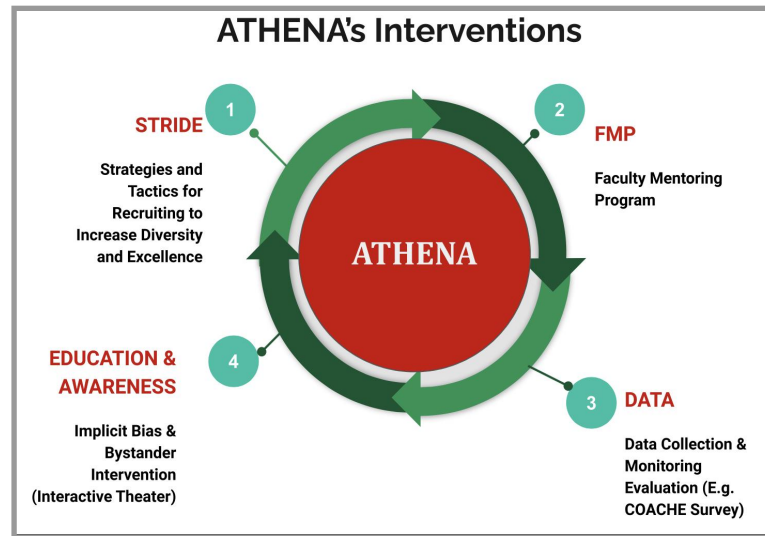 ATHENA's Interventions
1
STRIDE
Strategies and
Tactics for
Recruiting to
Increase Diversity
and Excellence
2
FMP
Faculty Mentoring
Program
ATHENA
3
DATA
Data Collection &
Monitoring
Evaluation (E.g.
COACHE Survey)
4
EDUCATION &
AWARENESS
Implicit Bias &
Bystander
Intervention
(Interactive Theater)